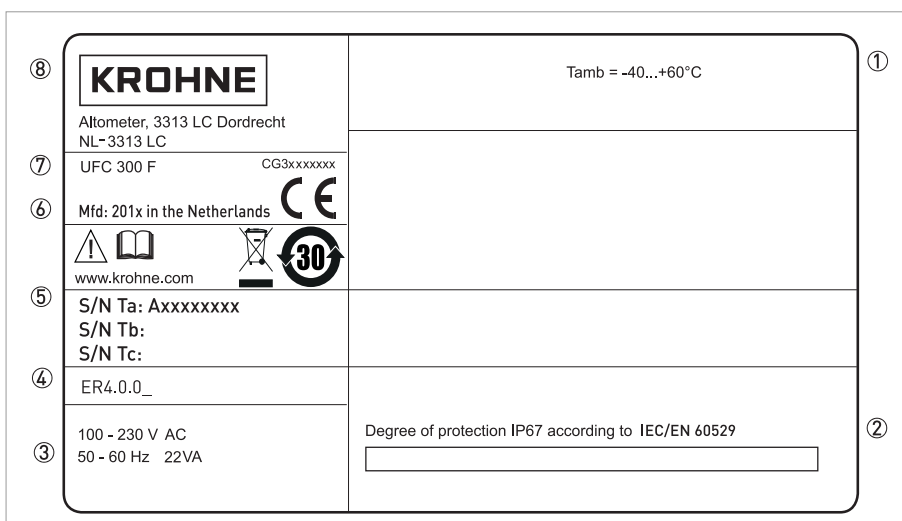 ⑧
KROHNE
Altometer, 3313 LC Dordrecht
NL-3313 LC
⑦
UFC 300 F
CG3xxxxxxx
CE
⑥
Mfd: 201x in the Netherlands
30
www.krohne.com
⑤
S/N Ta: Axxxxxxxx
S/N Tb:
S/N Tc:
④
ER4.0.0_
③
100 - 230 V AC
50 - 60 Hz 22VA
Tamb = -40...+60°C
①
Degree of protection IP67 according to IEC/EN 60529
②